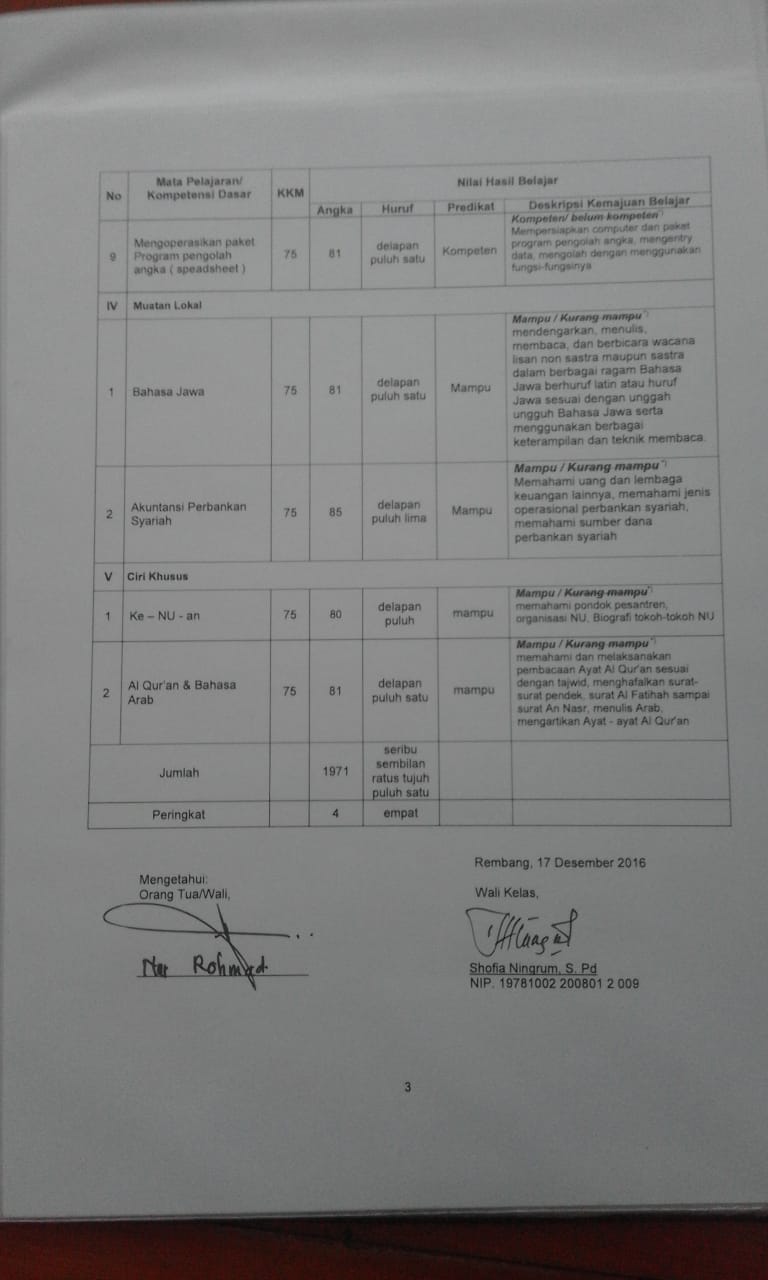 No
Mata Pelajaran/
Kompetensi Dasar
KKM
Nilai Hasil Belajar
Angka
Huruf
Predikat
Deskripsi Kemajuan Belajar
9
Mengoperasikan paket
Program pengolah
angka ( speadsheet )
75
81
delapan
puluh satu
Kompeten
Kompeten/ belum kompeten *)
Mempersiapkan computer dan paket
program pengolah angka, mengentry
data, mengolah dengan menggunakan
fungsi-fungsinya
IV
Muatan Lokal
1
Bahasa Jawa
75
81
delapan
puluh satu
Mampu
Mampu / Kurang mampu *)
mendengarkan, menulis,
membaca, dan berbicara wacana
lisan non sastra maupun sastra
dalam berbagai ragam Bahasa
Jawa berhuruf latin atau huruf
Jawa sesuai dengan unggah
ungguh Bahasa Jawa serta
menggunakan berbagai
keterampilan dan teknik membaca.
2
Akuntansi Perbankan
Syariah
75
85
delapan
puluh lima
Mampu
Mampu / Kurang mampu *)
Memahami uang dan lembaga
keuangan lainnya, memahami jenis
operasional perbankan syariah,
memahami sumber dana
perbankan syariah
V
Ciri Khusus
1
Ke – NU - an
75
80
delapan
puluh
mampu
Mampu / Kurang mampu *)
memahami pondok pesantren,
organisasi NU, Biografi tokoh-tokoh NU
2
Al Qur'an & Bahasa
Arab
75
81
delapan
puluh satu
mampu
Mampu / Kurang mampu *)
memahami dan melaksanakan
pembacaan Ayat Al Qur'an sesuai
dengan tajwid, menghafalkan surat-
surat pendek, surat Al Fatihah sampai
surat An Nasr, menulis Arab,
mengartikan Ayat - ayat Al Qur'an
Jumlah
1971
seribu
sembilan
ratus tujuh
puluh satu
Peringkat
4
empat
Rembang, 17 Desember 2016
Mengetahui:
Orang Tua/Wali,
Wali Kelas,
Rohmad
Shofia Ningrum, S. Pd
NIP. 19781002 200801 2 009
3